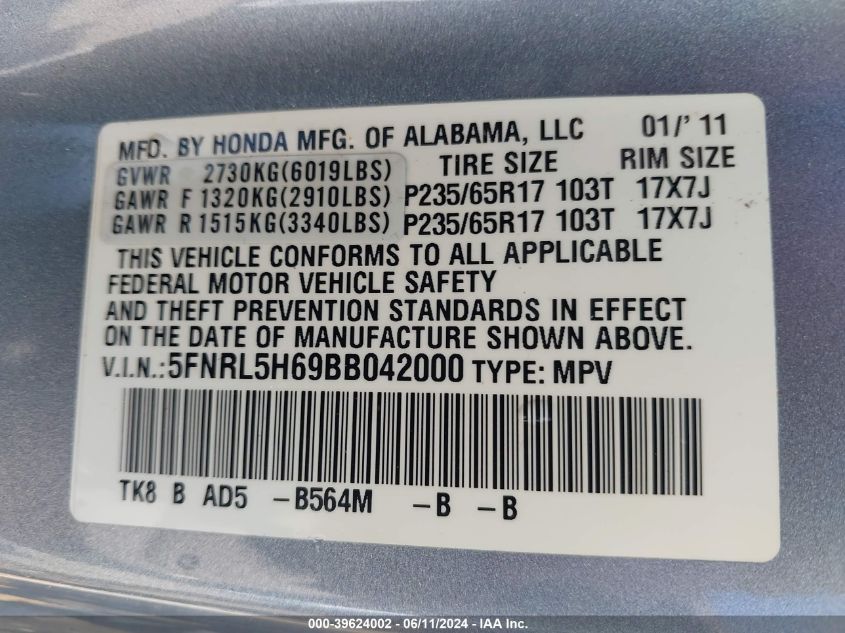 MFD. BY HONDA MFG. OF ALABAMA, LLC 01/'11
GVWR 2730KG(6019LBS) TIRE SIZE RIM SIZE
GAWR F 1320KG(2910LBS) P235/65R17 103T 17X7J
GAWR R 1515KG(3340LBS) P235/65R17 103T 17X7J
THIS VEHICLE CONFORMS TO ALL APPLICABLE
FEDERAL MOTOR VEHICLE SAFETY
AND THEFT PREVENTION STANDARDS IN EFFECT
ON THE DATE OF MANUFACTURE SHOWN ABOVE.
V.I.N.:5FNRL5H69BB042000 TYPE: MPV
TK8 B AD5 -B564M -B -B
000-39624002 - 06/11/2024 - IAAI - COPART, INC.